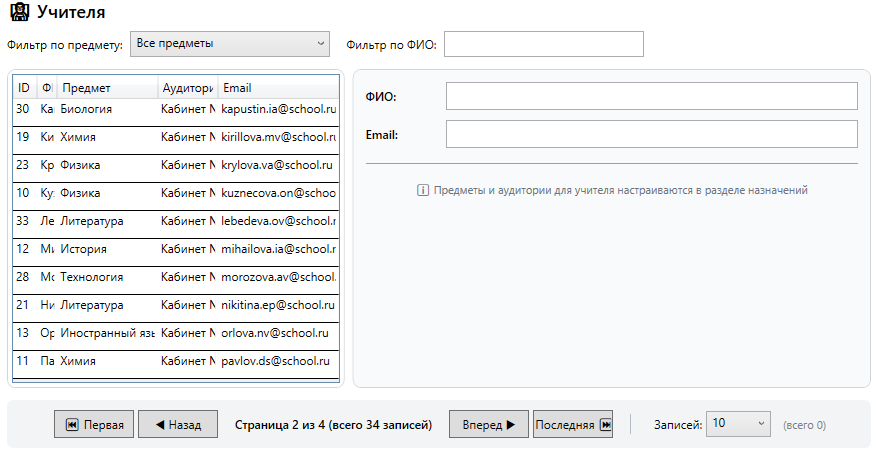 Учителя
Фильтр по предмету: Все предметы Фильтр по ФИО:
ID Ф Предмет Аудитори Email
30 Ка Биология Кабинет N kapustin.ia@school.ru
19 Ки Химия Кабинет N kirillova.mv@school.ru
23 Кр Физика Кабинет N krylova.va@school.ru
10 Ку Физика Кабинет N kuznecova.on@schoo
33 Ле Литература Кабинет N lebedeva.ov@school.r
12 Ми История Кабинет N mihailova.ia@school.ru
28 Мо Технология Кабинет N morozova.av@school.
21 Ни Литература Кабинет N nikitina.ep@school.ru
13 Ор Иностранный язы Кабинет N orlova.nv@school.ru
11 Па Химия Кабинет N pavlov.ds@school.ru
ФИО:
Email:
Предметы и аудитории для учителя настраиваются в разделе назначений
Первая Назад Страница 2 из 4 (всего 34 записей) Вперед Последняя Записей: 10 (всего 0)